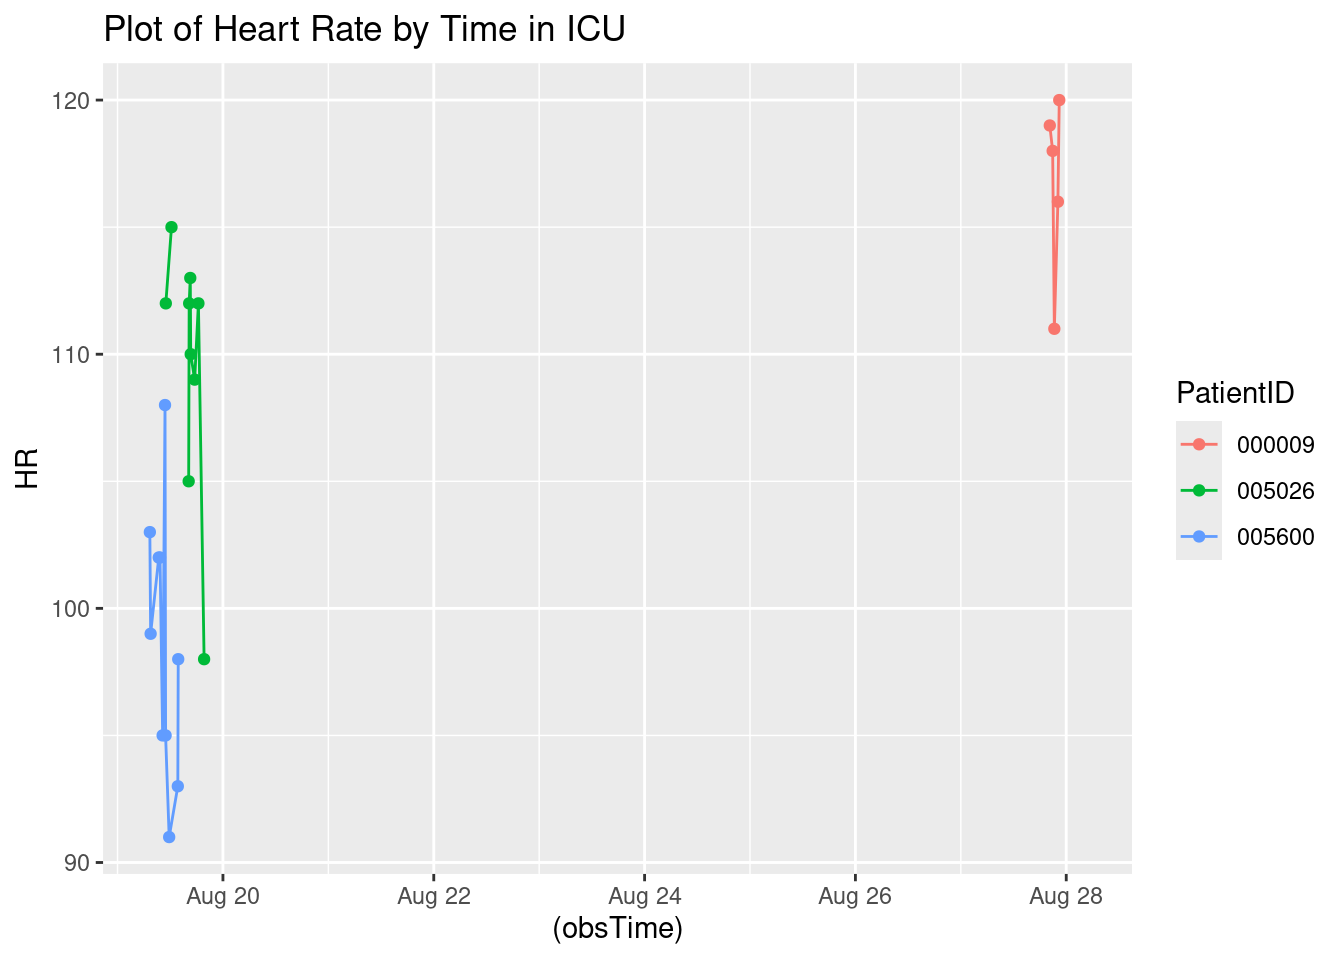 Plot of Heart Rate by Time in ICU
120
110
100
90
HR
Aug 20 Aug 22 Aug 24 Aug 26 Aug 28
(obsTime)
PatientID
000009
005026
005600